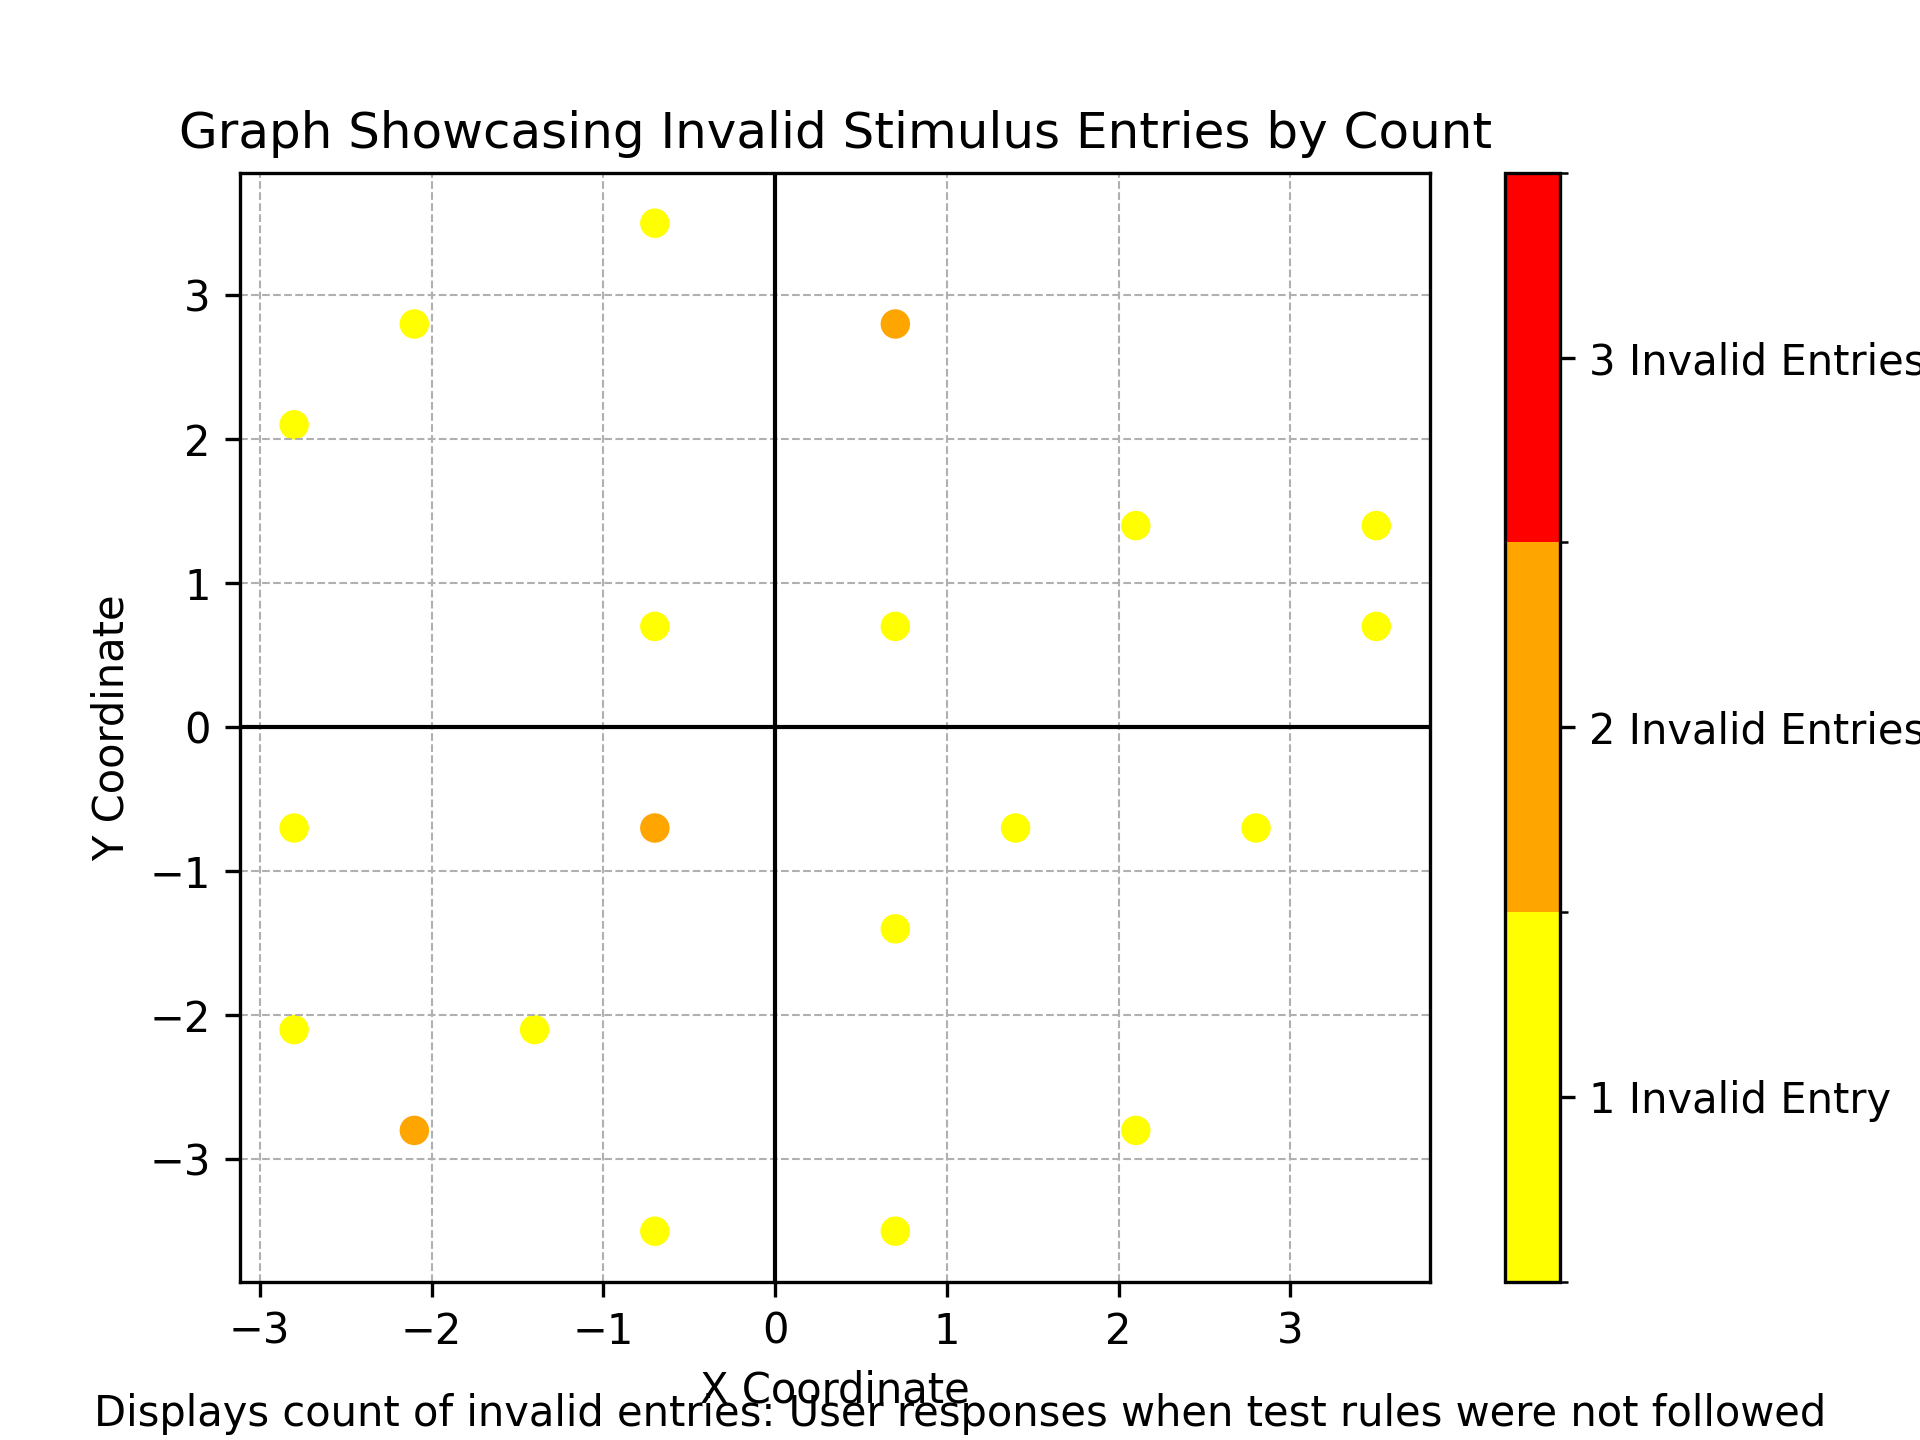 Graph Showcasing Invalid Stimulus Entries by Count
3
2
1
0
−1
−2
−3
Y Coordinate
−3 −2 −1 0 1 2 3
X Coordinate
3 Invalid Entries
2 Invalid Entries
1 Invalid Entry
Displays count of invalid entries: User responses when test rules were not followed